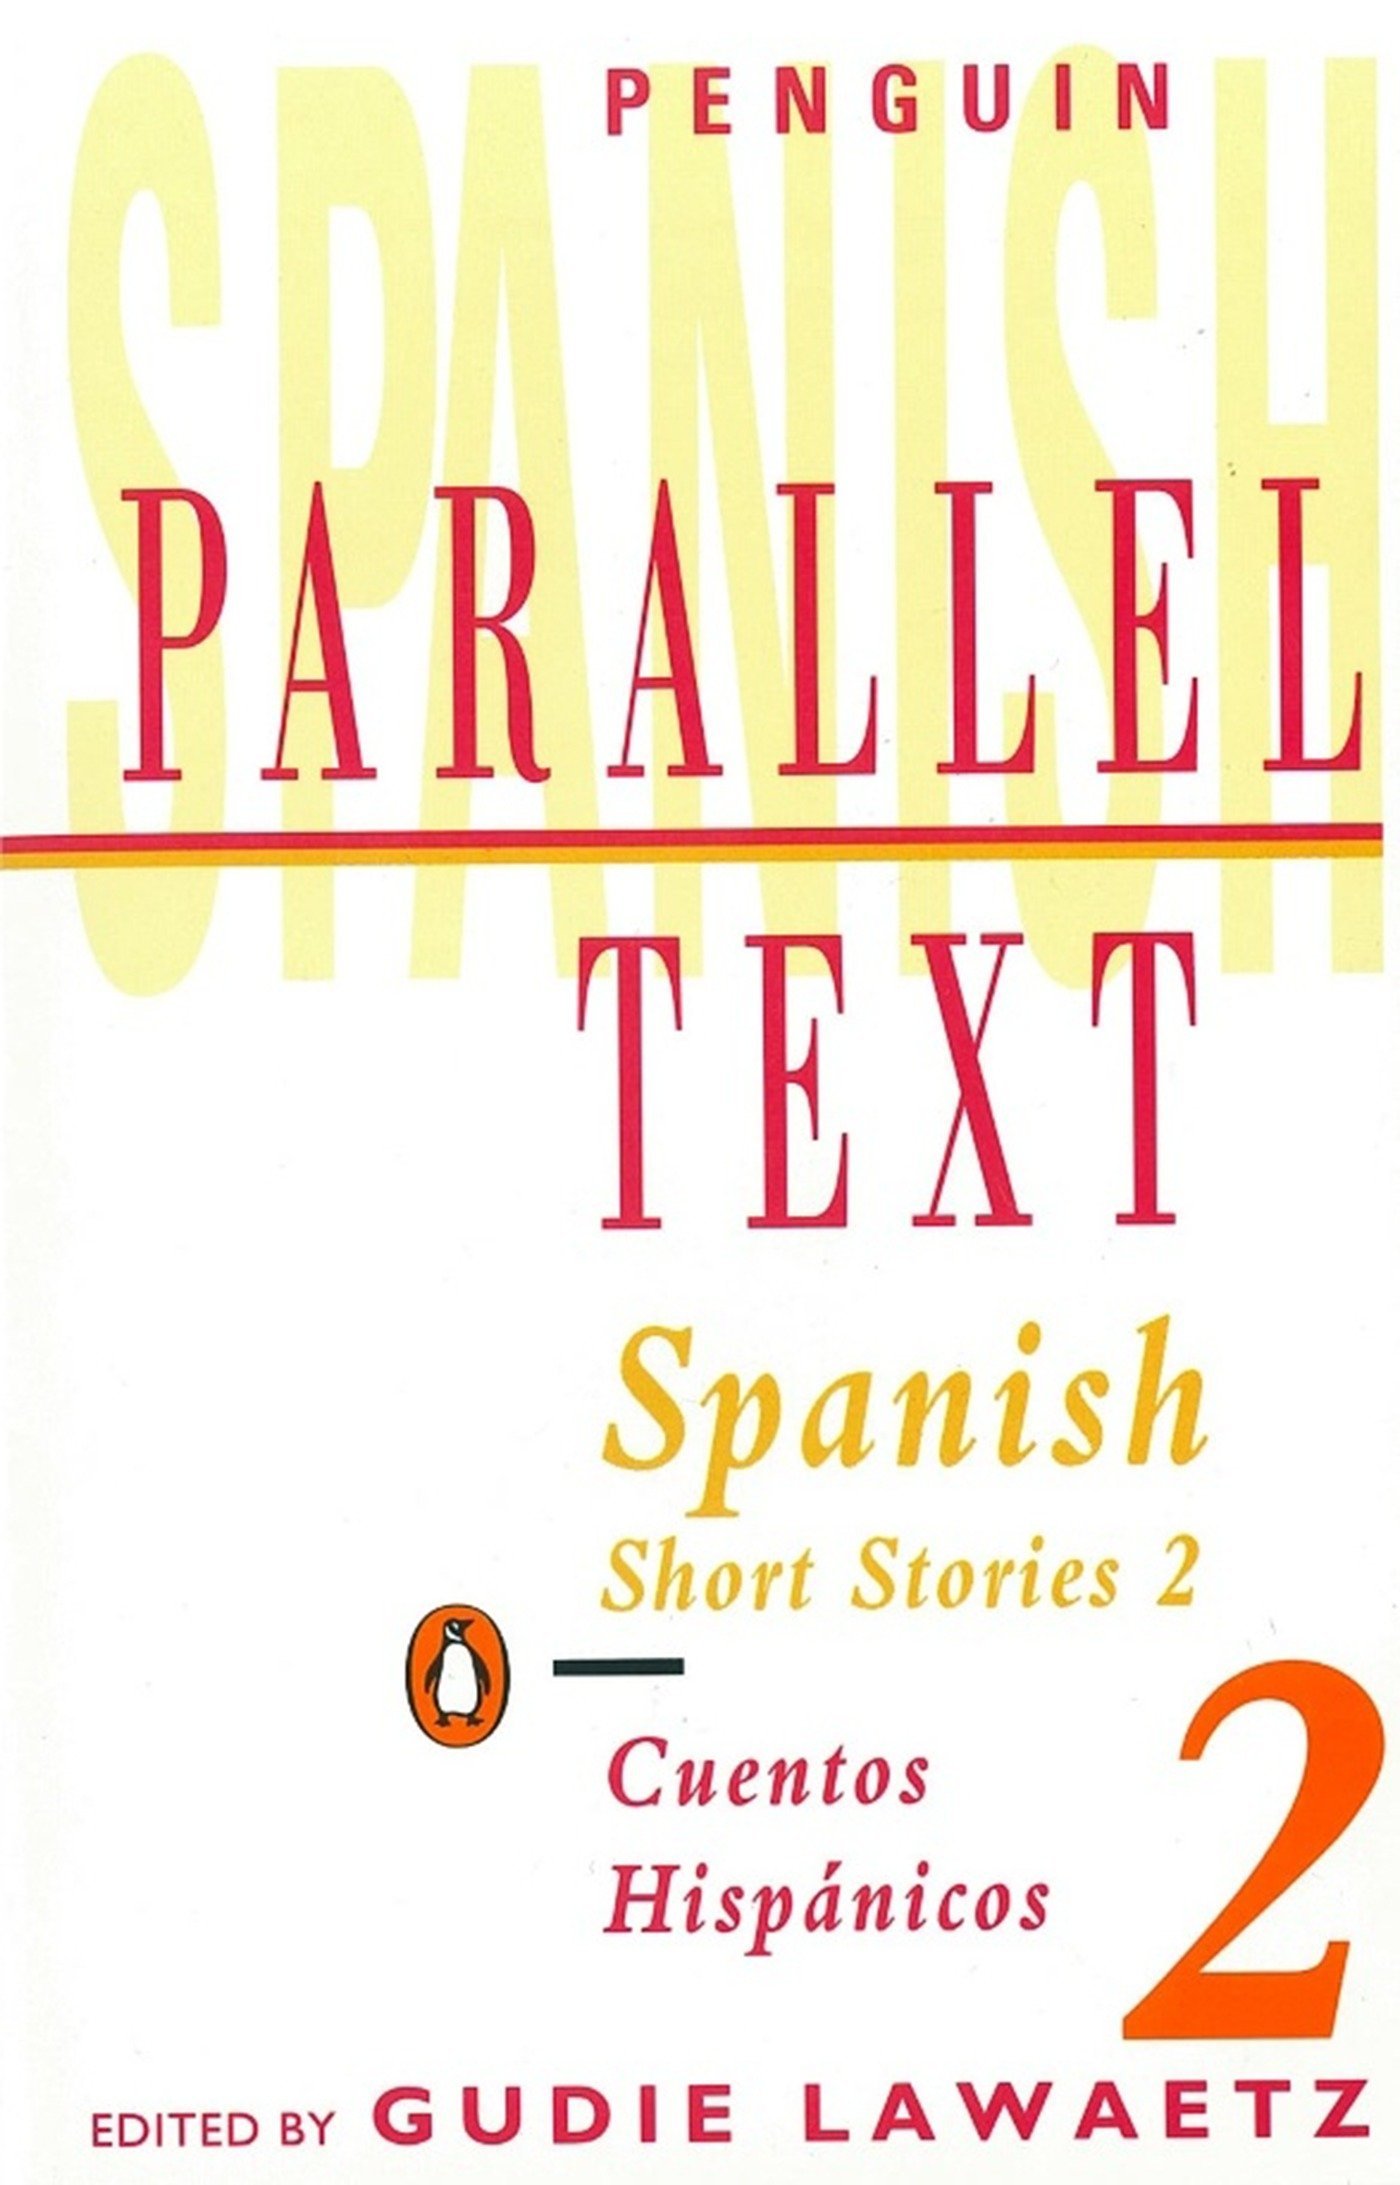 SPANISH
PENGUIN
PARALLEL
TEXT
Spanish
Short Stories 2
Cuentos
Hispánicos
2
EDITED BY GUDIE LAWAETZ